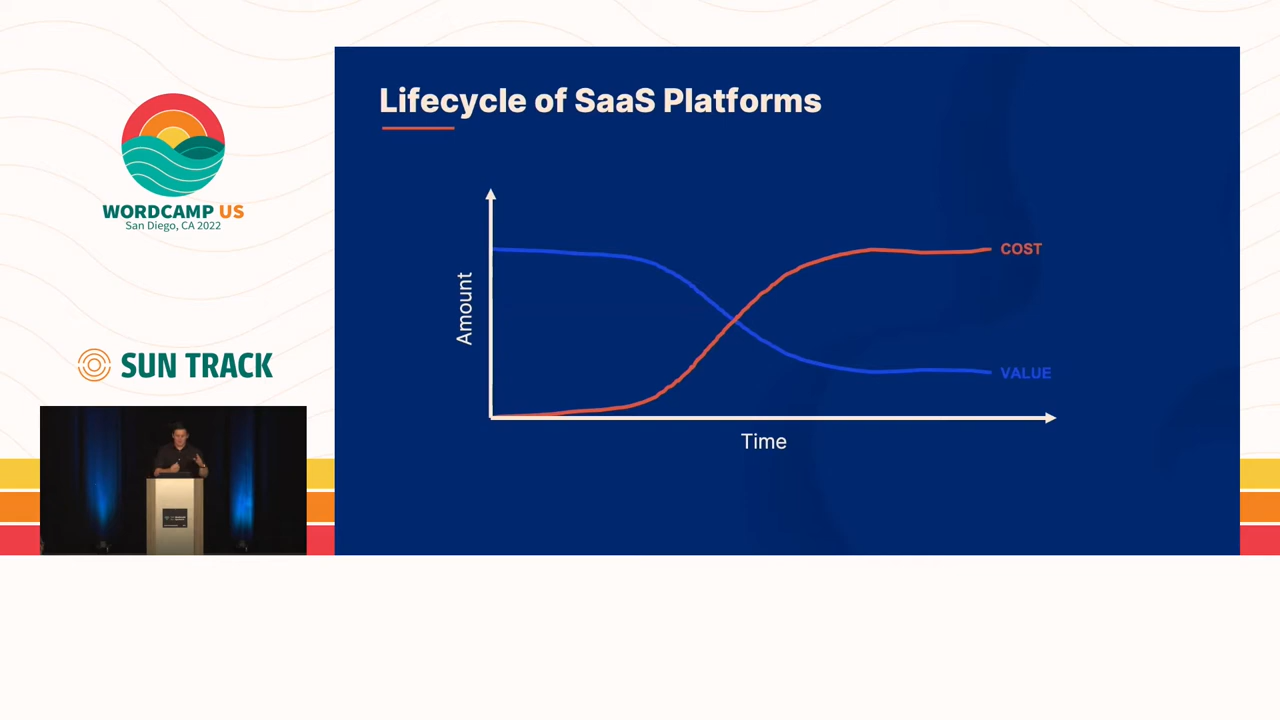 WORDCAMP US
San Diego, CA 2022
SUN TRACK
Lifecycle of SaaS Platforms
Amount
COST
VALUE
Time